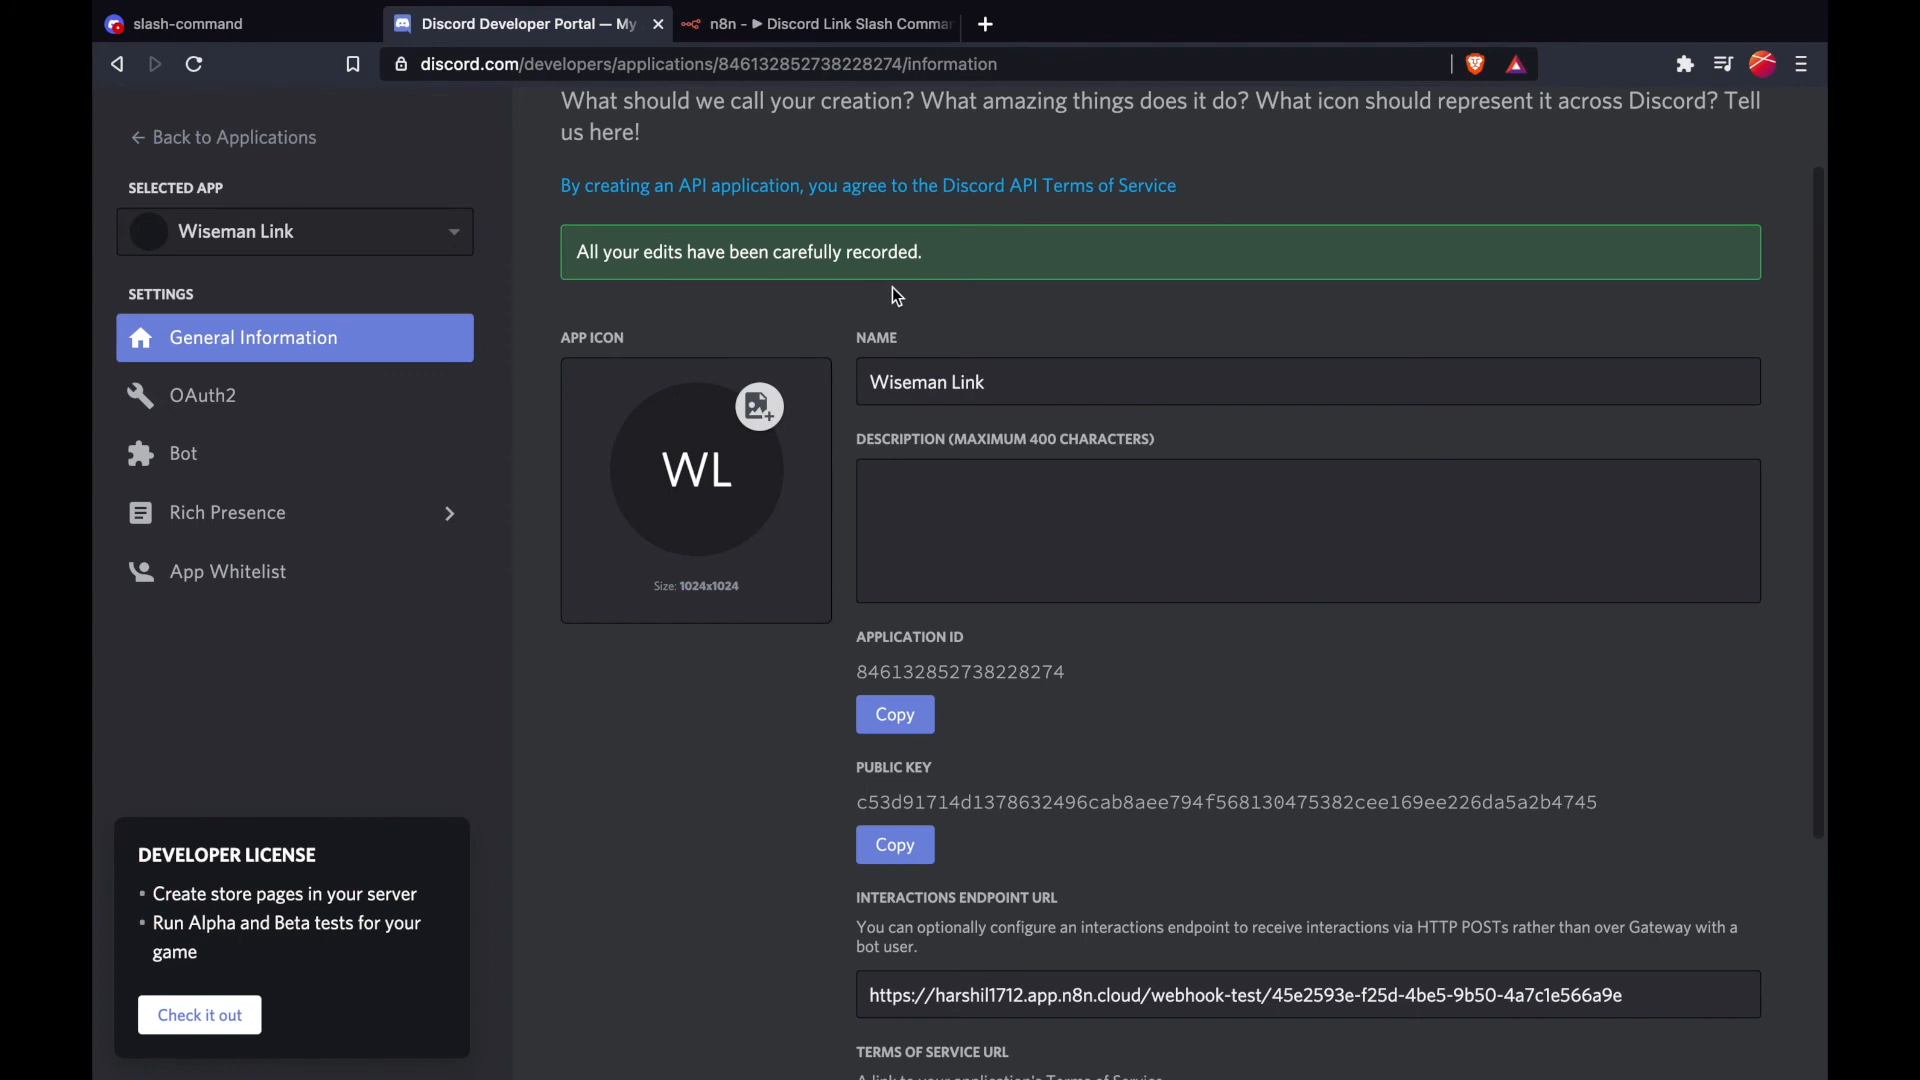 slash-command
Discord Developer Portal — My
n8n - ▶ Discord Link Slash Comma
discord.com/developers/applications/846132852738228274/information
What should we call your creation? What amazing things does it do? What icon should represent it across Discord? Tell
us here!
← Back to Applications
By creating an API application, you agree to the Discord API Terms of Service
SELECTED APP
Wiseman Link
All your edits have been carefully recorded.
SETTINGS
General Information
OAuth2
Bot
Rich Presence
App Whitelist
APP ICON
WL
Size: 1024x1024
NAME
Wiseman Link
DESCRIPTION (MAXIMUM 400 CHARACTERS)
APPLICATION ID
846132852738228274
Copy
PUBLIC KEY
c53d91714d1378632496cab8aee794f568130475382cee169ee226da5a2b4745
Copy
DEVELOPER LICENSE
• Create store pages in your server
• Run Alpha and Beta tests for your
game
Check it out
INTERACTIONS ENDPOINT URL
You can optionally configure an interactions endpoint to receive interactions via HTTP POSTs rather than over Gateway with a
bot user.
https://harshil1712.app.n8n.cloud/webhook-test/45e2593e-f25d-4be5-9b50-4a7c1e566a9e
TERMS OF SERVICE URL
A link to your application's Terms of Service